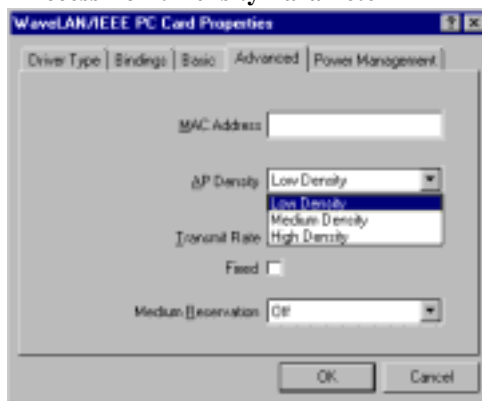 WaveLAN/IEEE PC Card Properties
Driver Type Bindings Basic Advanced Power Management
MAC Address
AP Density Low Density
Low Density
Medium Density
Transmit Rate High Density
Fixed
Medium Reservation Off
OK Cancel